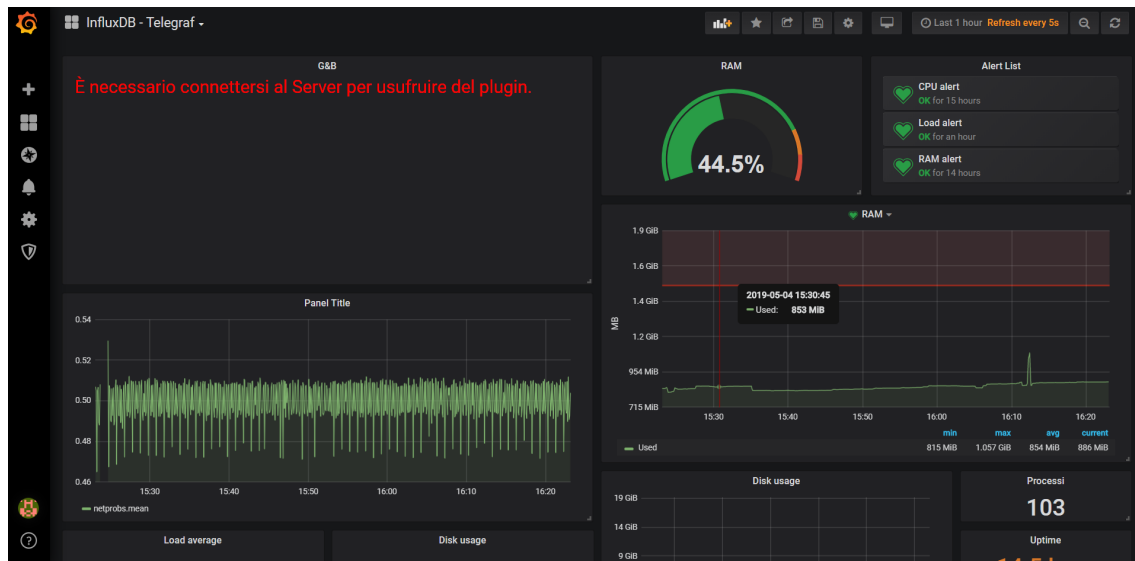 InfluxDB - Telegraf
Last 1 hour Refresh every 5s
G&B
È necessario connettersi al Server per usufruire del plugin.
RAM
44.5%
Alert List
CPU alert
OK for 15 hours
Load alert
OK for an hour
RAM alert
OK for 14 hours
RAM
1.9 GiB
1.6 GiB
1.4 GiB
1.2 GiB
954 MiB
715 MiB
MB
2019-05-04 15:30:45
Used: 853 MiB
15:30 15:40 15:50 16:00 16:10 16:20
min max avg current
Used 815 MiB 1.057 GiB 854 MiB 886 MiB
Panel Title
0.54
0.52
0.50
0.48
0.46
15:30 15:40 15:50 16:00 16:10 16:20
netprobs.mean
Disk usage
19 GiB
14 GiB
9 GiB
Processi
103
Uptime
Load average
Disk usage